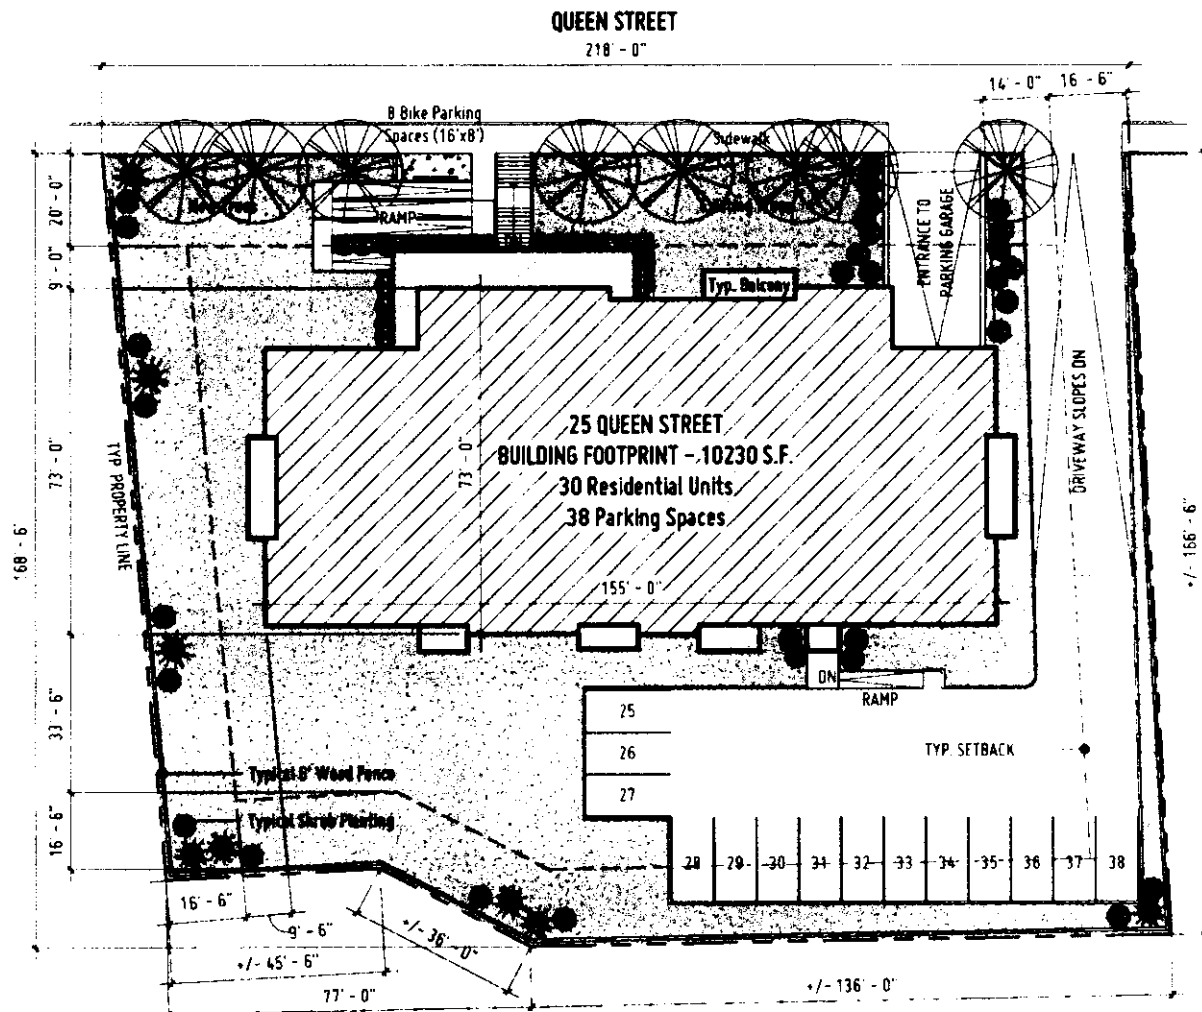 QUEEN STREET
218' - 0"
14' - 0"
16 - 6"
8 Bike Parking
Spaces (16'x8')
Sidewalk
RAMP
20' - 0"
9' - 0"
ENTRANCE TO
PARKING GARAGE
Typ. Balcony
25 QUEEN STREET
BUILDING FOOTPRINT - 10230 S.F.
30 Residential Units
38 Parking Spaces
73' - 0"
73' - 0"
155' - 0"
TYP PROPERTY LINE
DRIVEWAY SLOPES DN
168' - 6"
+/- 166' - 6"
DN
RAMP
33' - 6"
25
26
27
TYP. SETBACK
Typical 8' Wood Fence
Typical Shrub Planting
16' - 6"
28 29 30 31 32 33 34 35 36 37 38
16' - 6"
9' - 6"
+/- 45' - 6"
+/- 36' - 0"
77' - 0"
+/- 136' - 0"